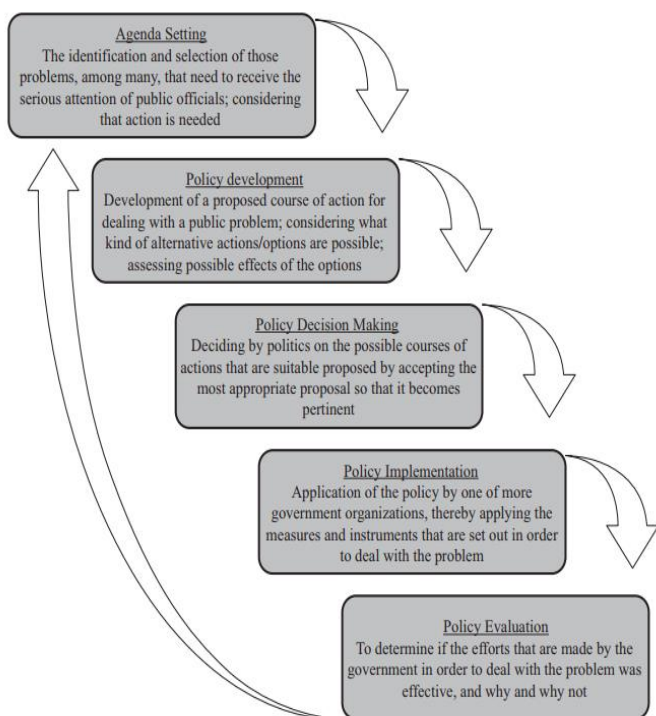 Agenda Setting
The identification and selection of those
problems, among many, that need to receive the
serious attention of public officials; considering
that action is needed
Policy development
Development of a proposed course of action for
dealing with a public problem; considering what
kind of alternative actions/options are possible;
assessing possible effects of the options
Policy Decision Making
Deciding by politics on the possible courses of
actions that are suitable proposed by accepting the
most appropriate proposal so that it becomes
pertinent
Policy Implementation
Application of the policy by one of more
government organizations, thereby applying the
measures and instruments that are set out in order
to deal with the problem
Policy Evaluation
To determine if the efforts that are made by the
government in order to deal with the problem was
effective, and why and why not